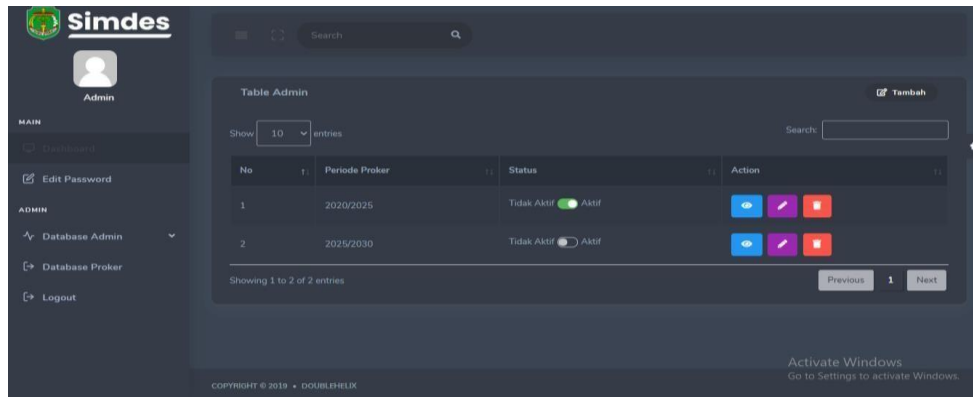 Simdes
Search
Admin
Table Admin
Tambah
MAIN
Show 10 entries
Search:
Dashboard
No Periode Proker Status Action
Edit Password
1 2020/2025 Tidak Aktif Aktif
ADMIN
Database Admin
2 2025/2030 Tidak Aktif Aktif
Database Proker
Showing 1 to 2 of 2 entries
Previous 1 Next
Logout
Activate Windows
Go to Settings to activate Windows.
COPYRIGHT © 2019 • DOUBLEHELIX